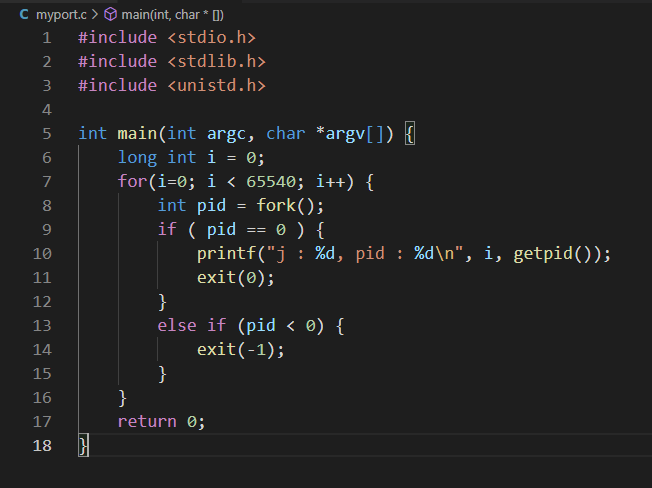 myport.c > main(int, char * [])
1 #include <stdio.h>
2 #include <stdlib.h>
3 #include <unistd.h>
4
5 int main(int argc, char *argv[]) {
6     long int i = 0;
7     for(i=0; i < 65540; i++) {
8         int pid = fork();
9         if ( pid == 0 ) {
10             printf("j : %d, pid : %d\n", i, getpid());
11             exit(0);
12         }
13         else if (pid < 0) {
14             exit(-1);
15         }
16     }
17     return 0;
18 }